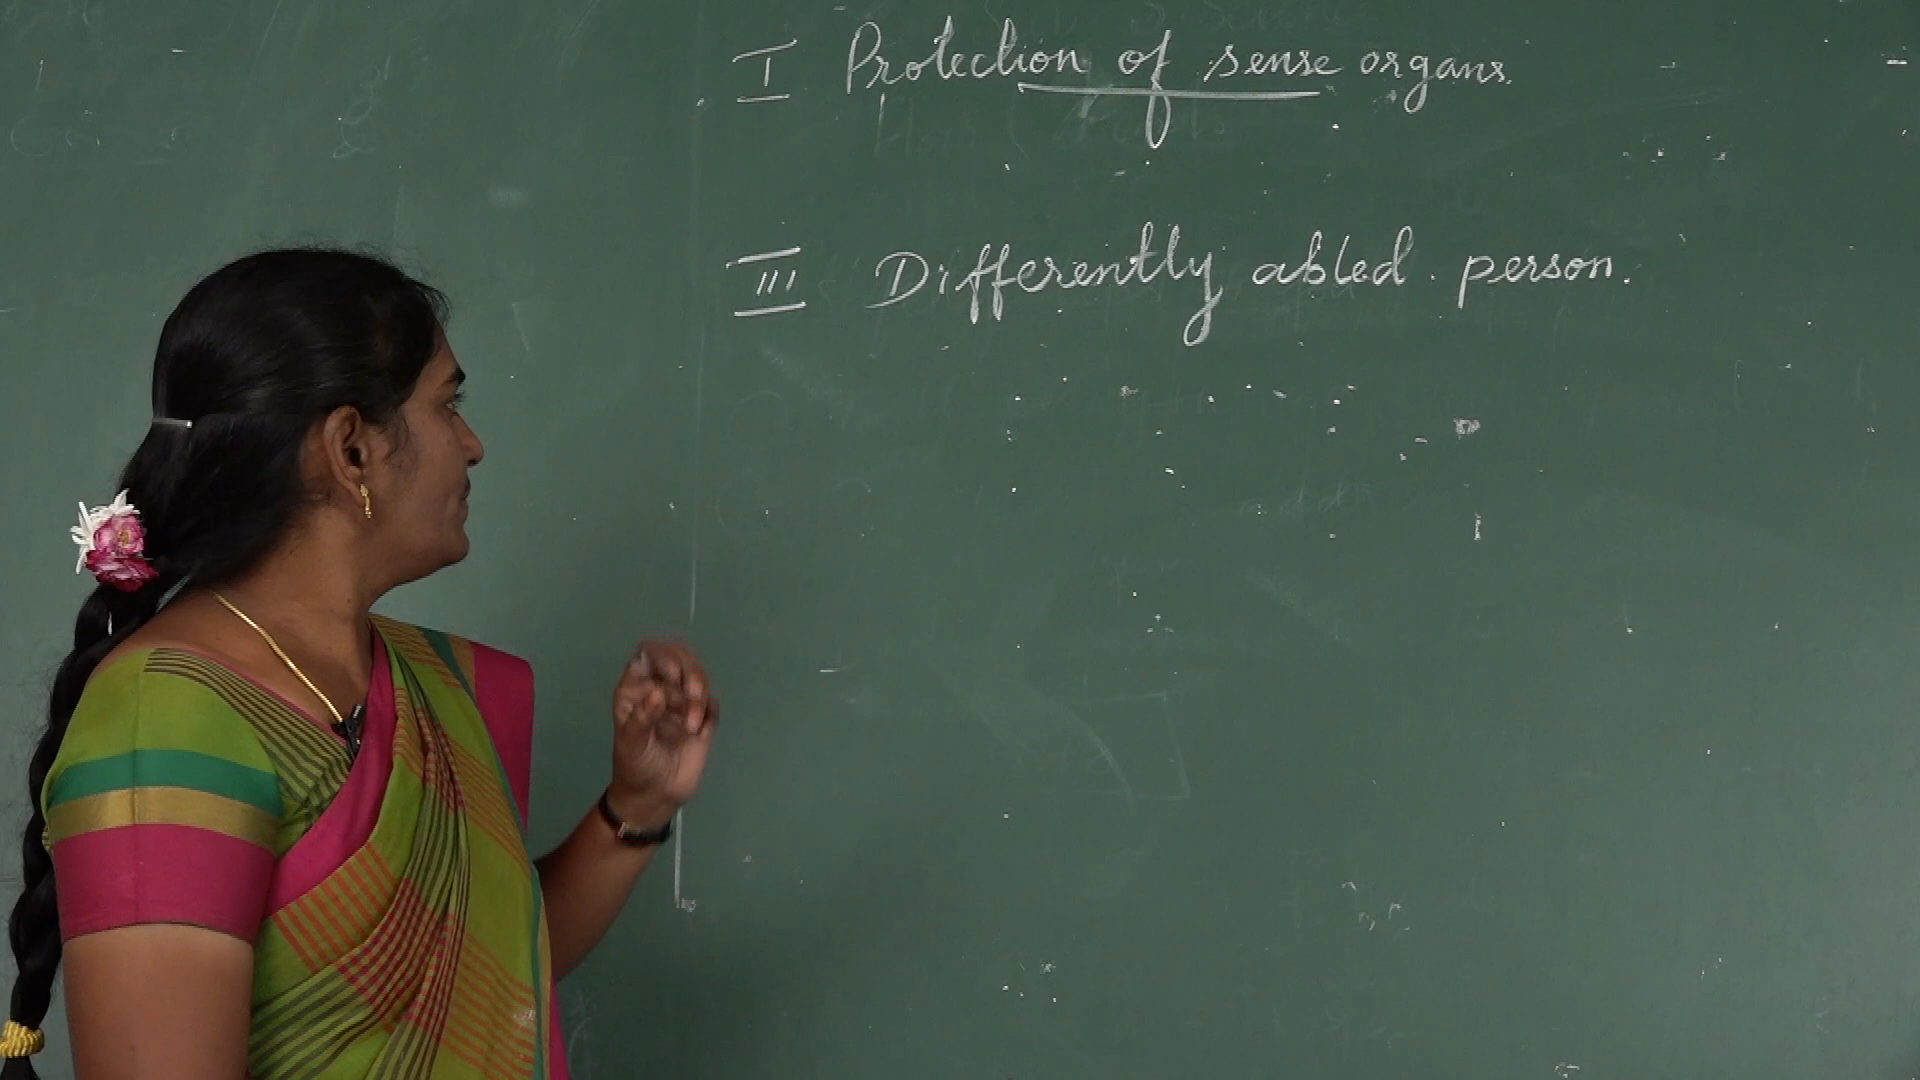 I Protection of sense organs.
III Differently abled person.